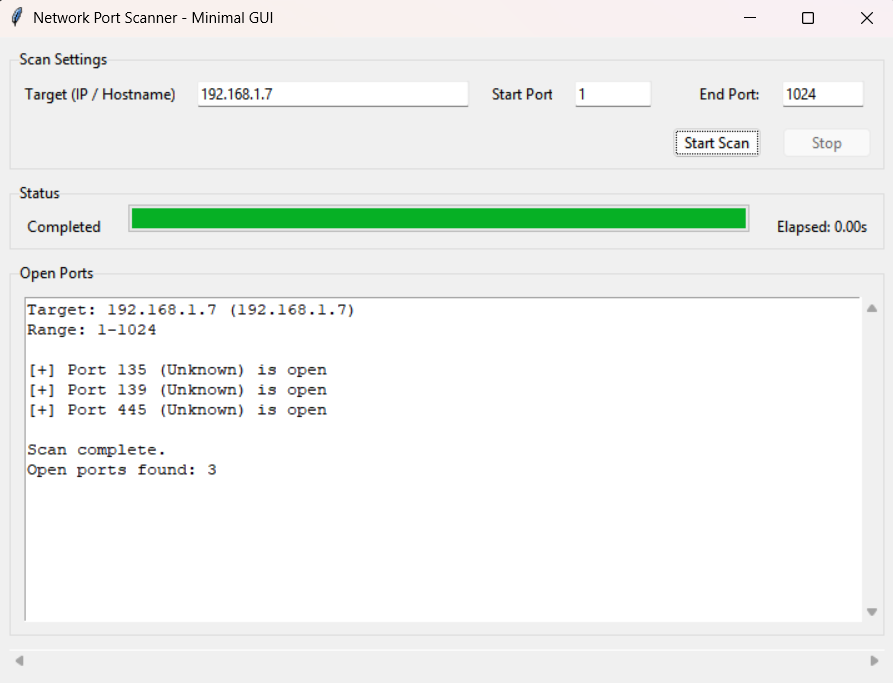 Network Port Scanner - Minimal GUI
Scan Settings
Target (IP / Hostname) 192.168.1.7 Start Port 1 End Port: 1024
Start Scan Stop
Status
Completed Elapsed: 0.00s
Open Ports
Target: 192.168.1.7 (192.168.1.7)
Range: 1-1024
[+] Port 135 (Unknown) is open
[+] Port 139 (Unknown) is open
[+] Port 445 (Unknown) is open
Scan complete.
Open ports found: 3